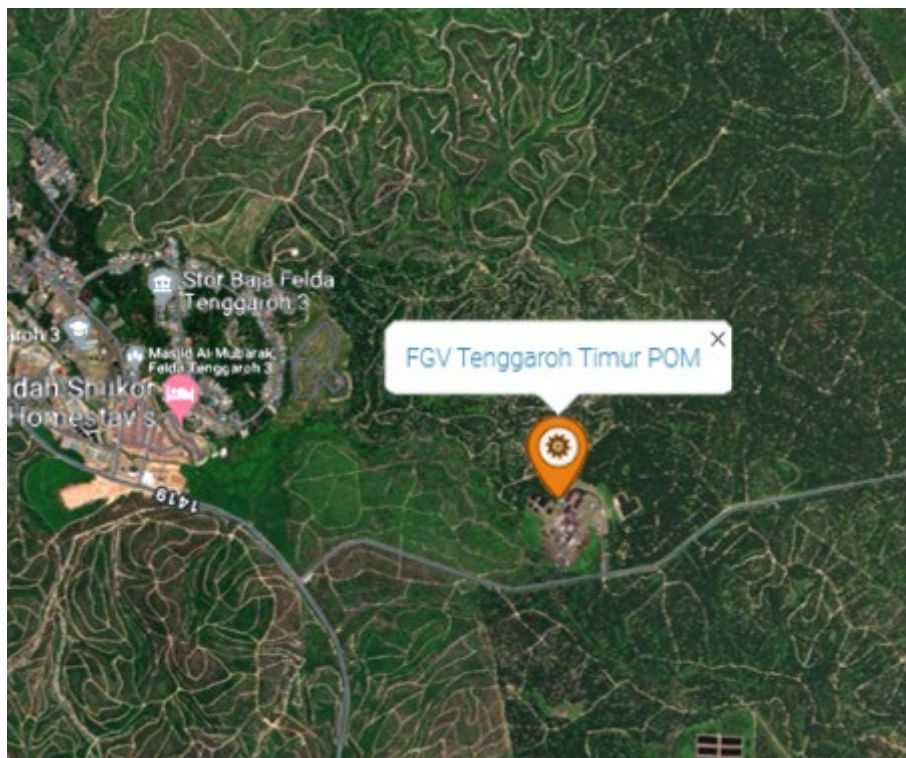 Stor Baja Felda
Tenggaroh 3
aroh 3
Masjid Al-Mubarak,
Felda Tenggaroh 3
idah Shukor
Homestay's
1419
FGV Tenggaroh Timur POM